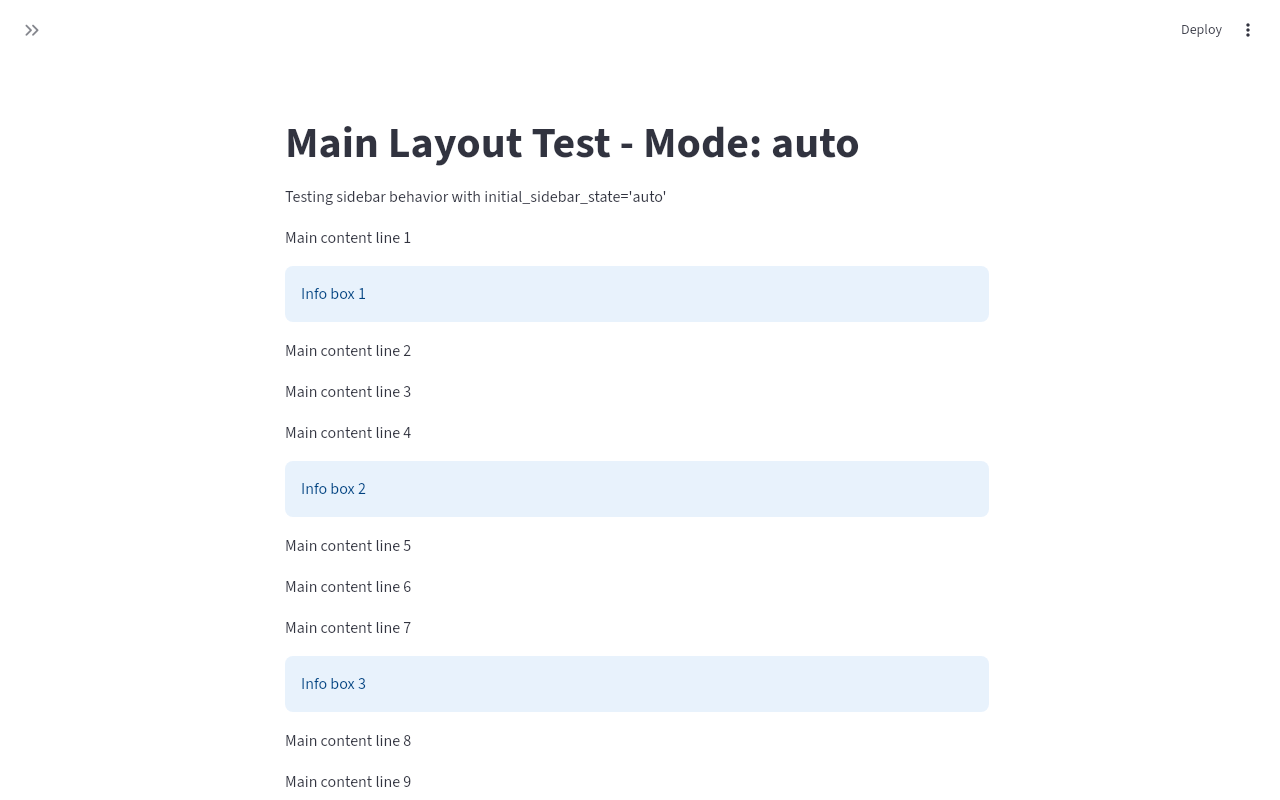 Deploy
Main Layout Test - Mode: auto
Testing sidebar behavior with initial_sidebar_state='auto'
Main content line 1
Info box 1
Main content line 2
Main content line 3
Main content line 4
Info box 2
Main content line 5
Main content line 6
Main content line 7
Info box 3
Main content line 8
Main content line 9